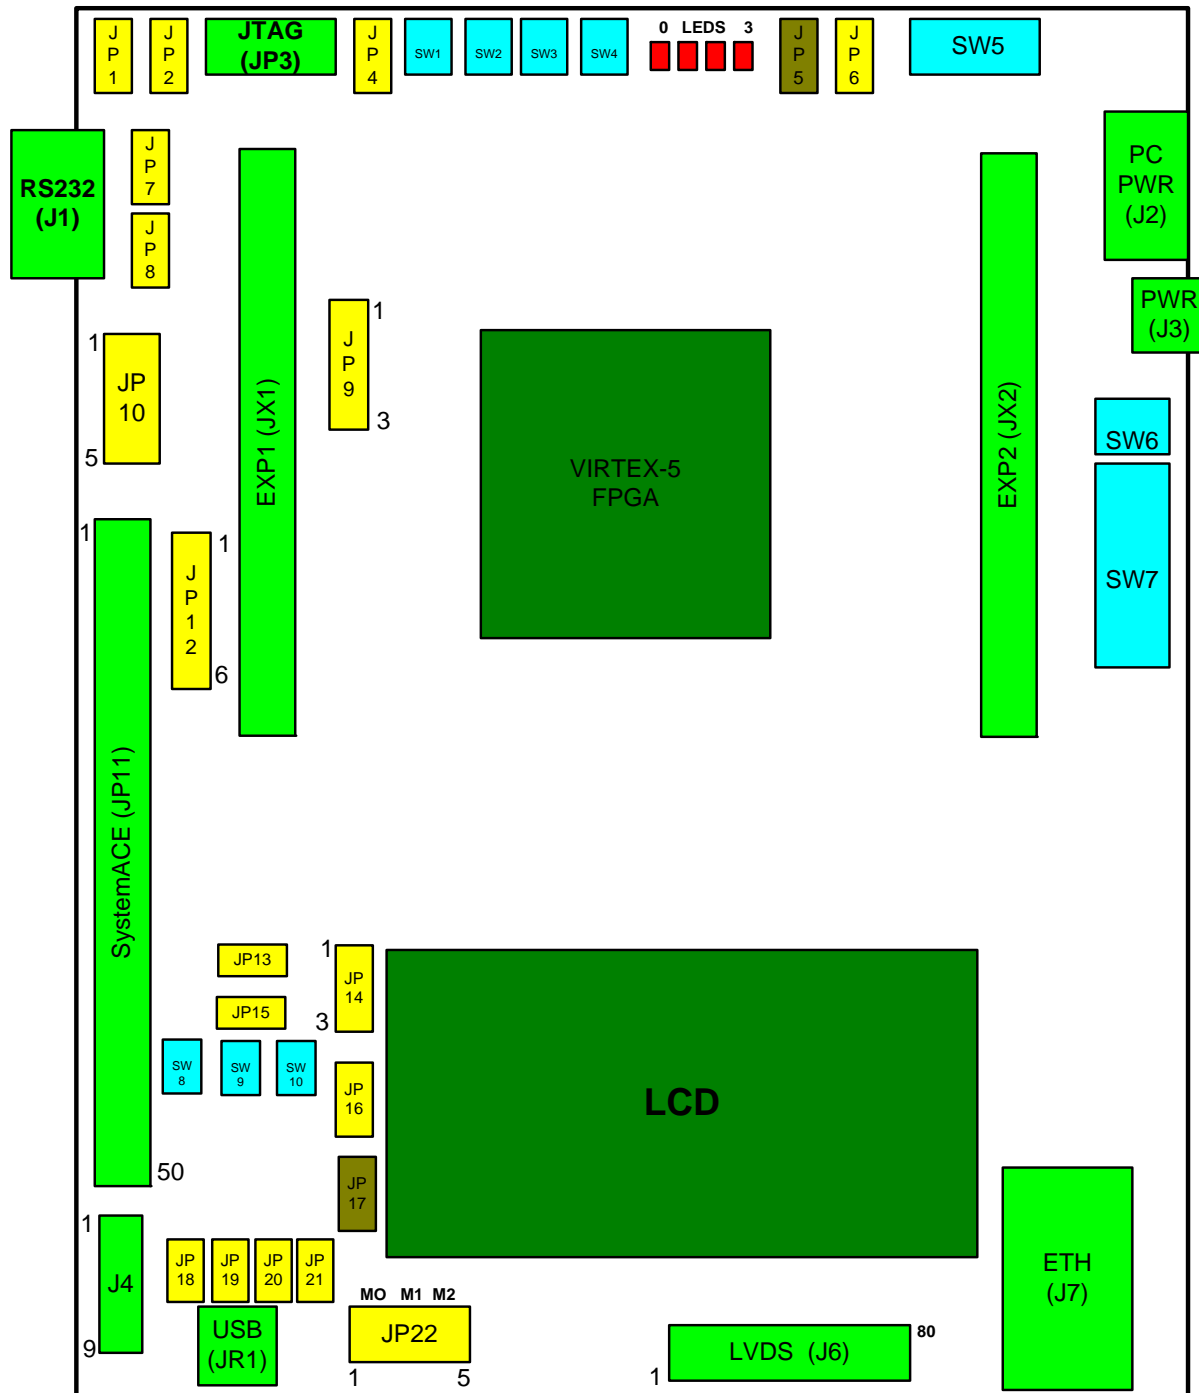 0 LEDS 3
J
P
1
J
P
2
JTAG
(JP3)
J
P
4
SW1
SW2
SW3
SW4
J
P
5
J
P
6
SW5
RS232
(J1)
J
P
7
J
P
8
PC
PWR
(J2)
PWR
(J3)
1
JP
10
5
EXP1 (JX1)
J
P
9
1
3
VIRTEX-5
FPGA
EXP2 (JX2)
SW6
SW7
1
SystemACE (JP11)
50
J
P
1
2
1
6
JP13
JP15
1
JP
14
3
SW
8
SW
9
SW
10
JP
16
JP
17
LCD
1
J4
9
JP
18
JP
19
JP
20
JP
21
USB
(JR1)
MO M1 M2
JP22
1 5
LVDS (J6)
1
80
ETH
(J7)